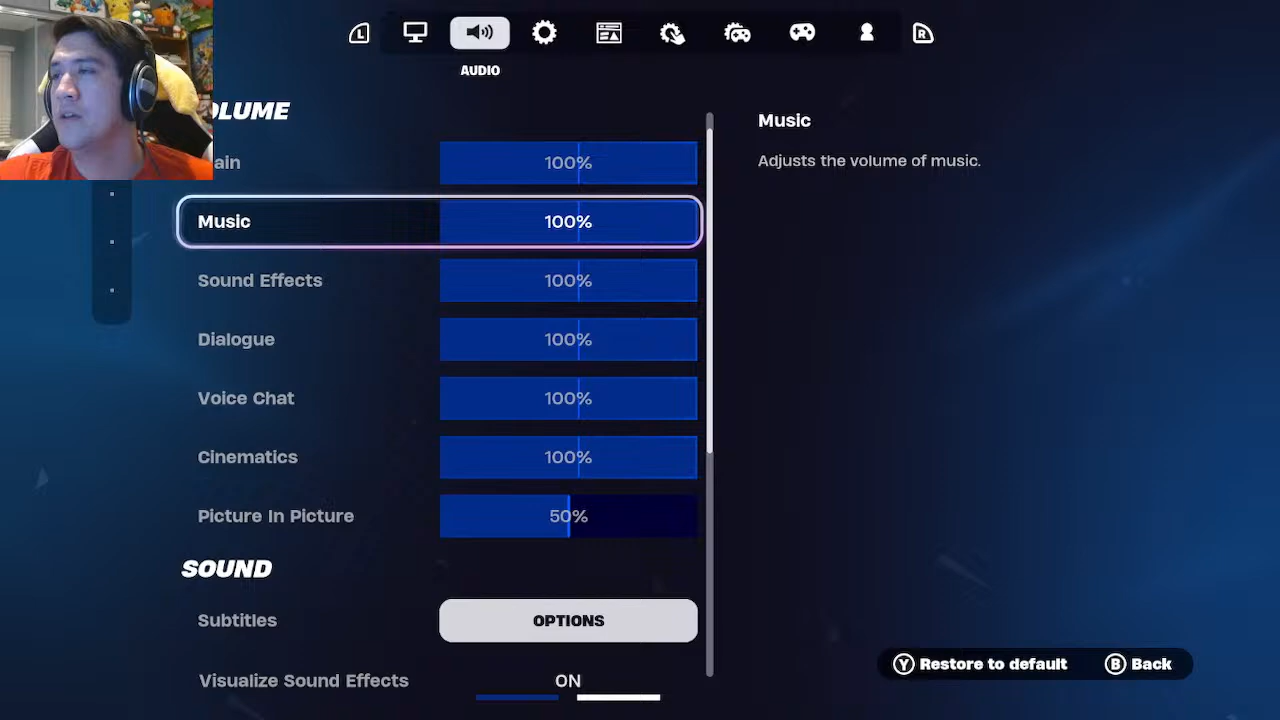 L
R
AUDIO
OLUME
ain 100%
Music 100%
Sound Effects 100%
Dialogue 100%
Voice Chat 100%
Cinematics 100%
Picture In Picture 50%
SOUND
Subtitles OPTIONS
Visualize Sound Effects ON
Music
Adjusts the volume of music.
Y Restore to default B Back